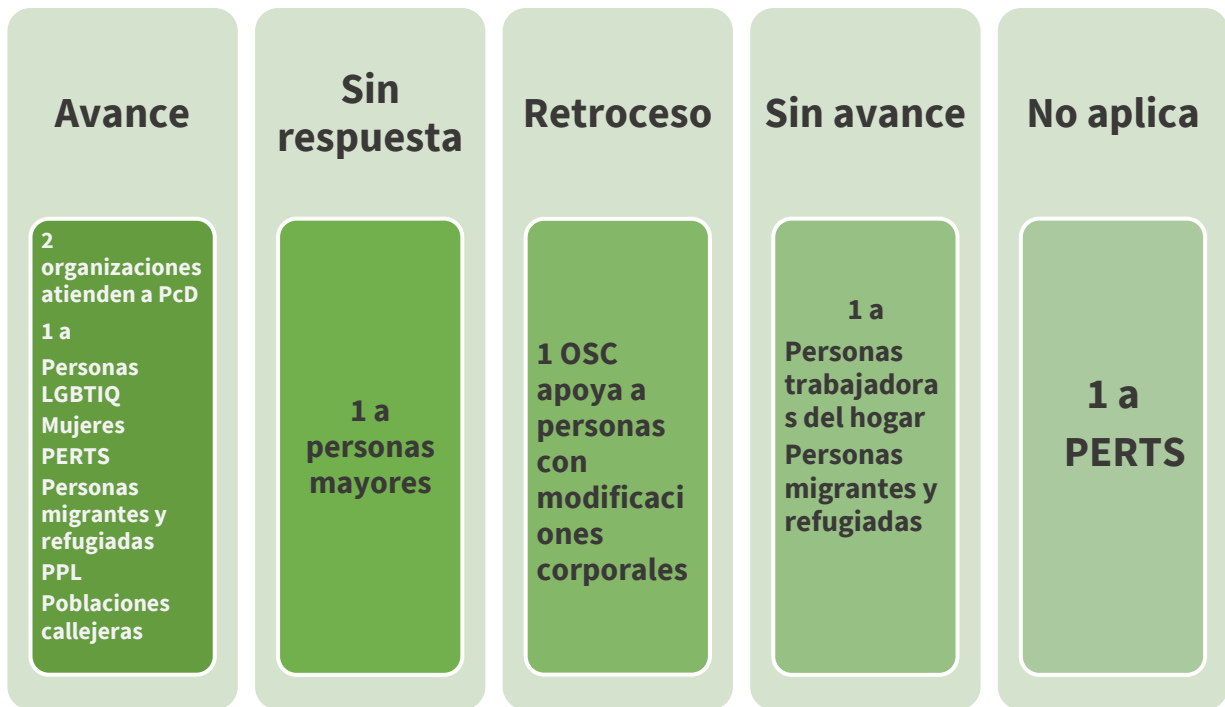 Avance
2
organizaciones
atienden a PcD
1 a
Personas
LGBTIQ
Mujeres
PERTS
Personas
migrantes y
refugiadas
PPL
Poblaciones
callejeras
Sin
respuesta
1 a
personas
mayores
Retroceso
1 OSC
apoya a
personas
con
modificaci
ones
corporales
Sin avance
1 a
Personas
trabajadora
s del hogar
Personas
migrantes y
refugiadas
No aplica
1 a
PERTS